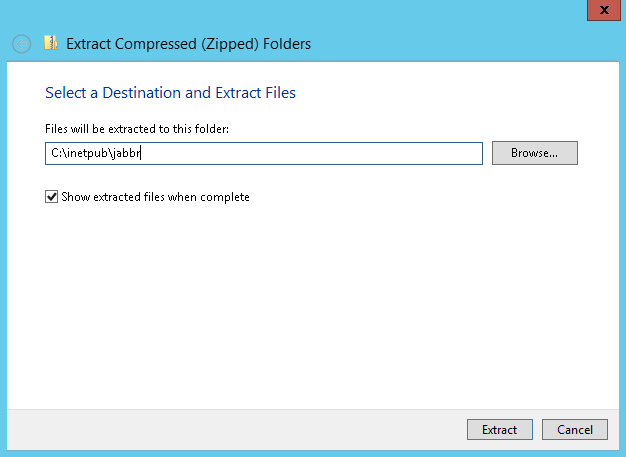 x
Extract Compressed (Zipped) Folders
Select a Destination and Extract Files
Files will be extracted to this folder:
C:\inetpub\jabbr
Browse...
Show extracted files when complete
Extract
Cancel